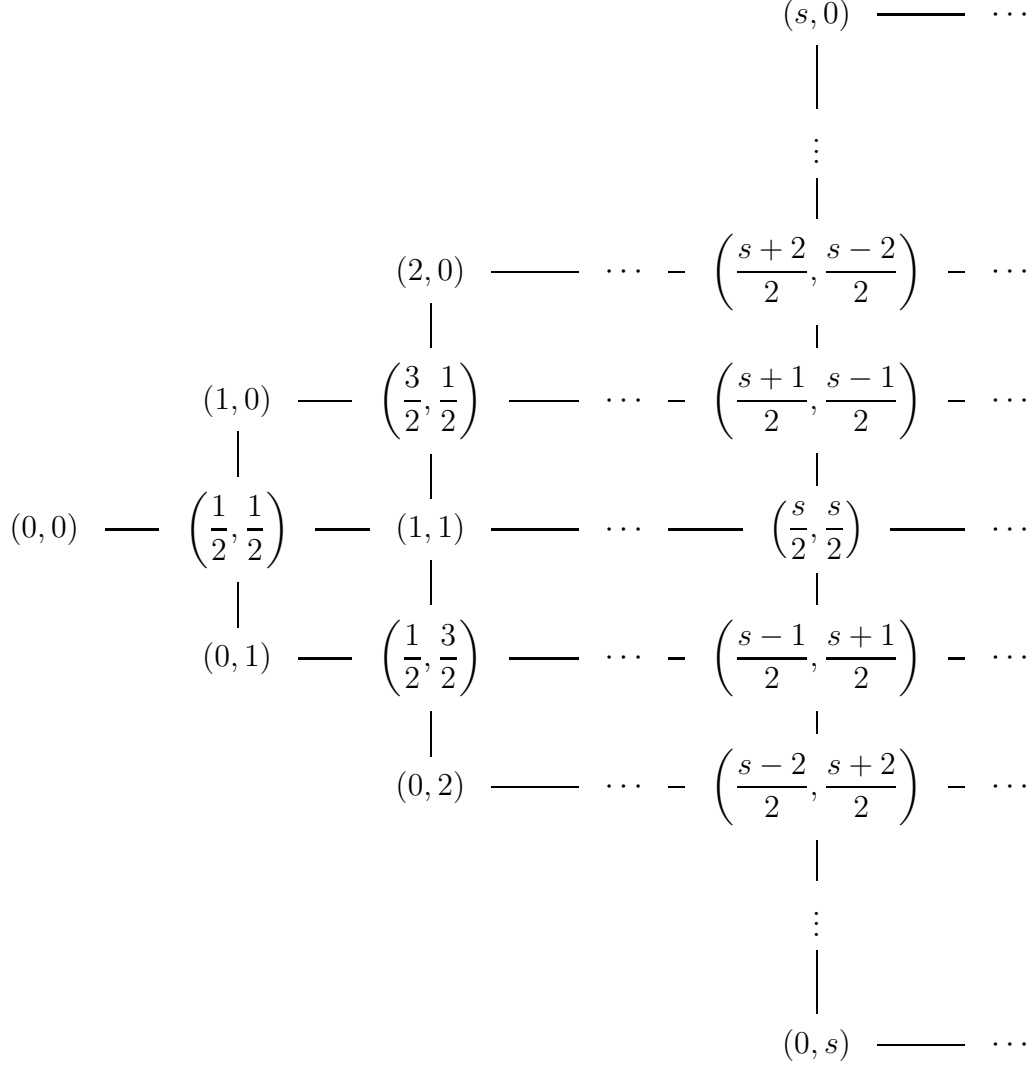 (s, 0) ⋯
⋮
(2, 0) ⋯ ((s + 2)/2, (s − 2)/2) ⋯
(1, 0) (3/2, 1/2) ⋯ ((s + 1)/2, (s − 1)/2) ⋯
(0, 0) (1/2, 1/2) (1, 1) ⋯ (s/2, s/2) ⋯
(0, 1) (1/2, 3/2) ⋯ ((s − 1)/2, (s + 1)/2) ⋯
(0, 2) ⋯ ((s − 2)/2, (s + 2)/2) ⋯
⋮
(0, s) ⋯